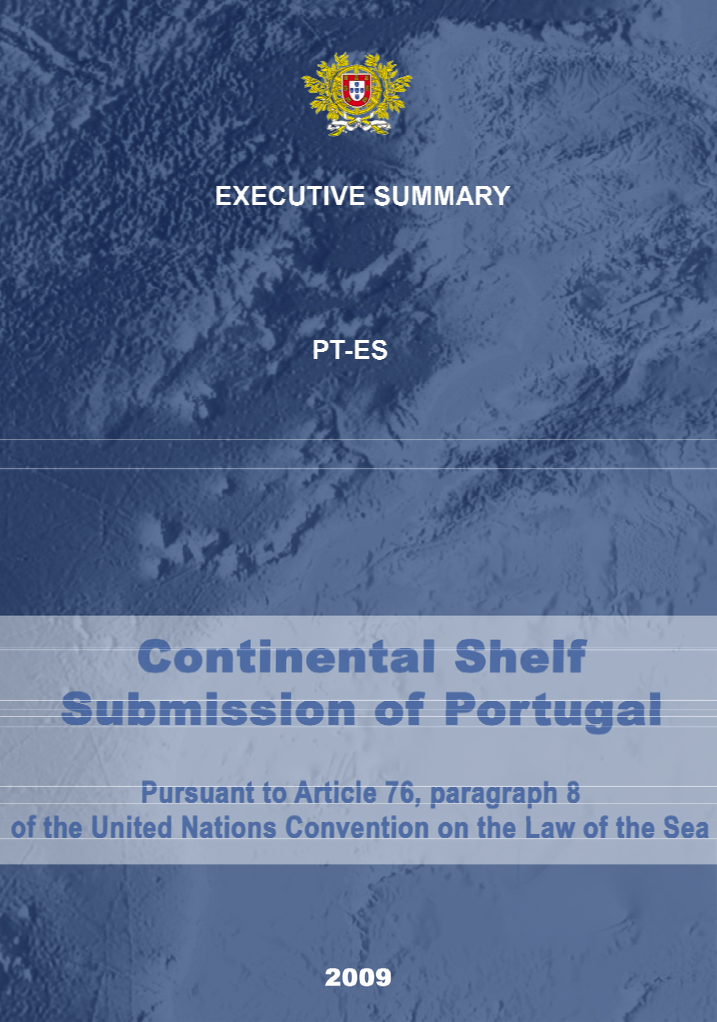 EXECUTIVE SUMMARY
PT-ES
Continental Shelf
Submission of Portugal
Pursuant to Article 76, paragraph 8
of the United Nations Convention on the Law of the Sea
2009